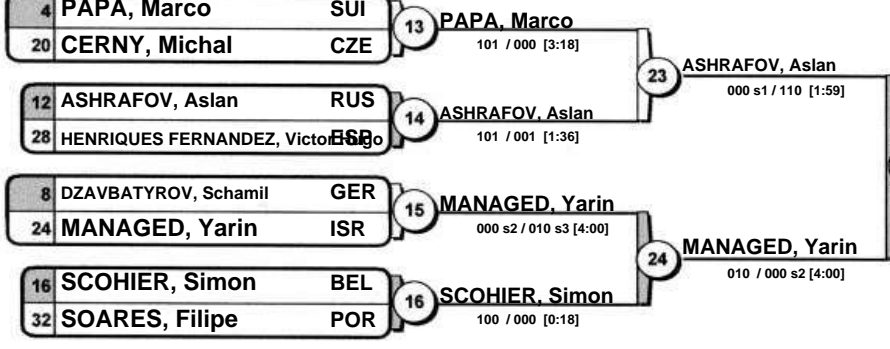 4 PAPA, Marco SUI
20 CERNY, Michal CZE
13 PAPA, Marco
101 / 000 [3:18]
12 ASHRAFOV, Aslan RUS
28 HENRIQUES FERNANDEZ, Victor Hugo ESP
14 ASHRAFOV, Aslan
101 / 001 [1:36]
23 ASHRAFOV, Aslan
000 s1 / 110 [1:59]
8 DZAVBATYROV, Schamil GER
24 MANAGED, Yarin ISR
15 MANAGED, Yarin
000 s2 / 010 s3 [4:00]
16 SCOHIER, Simon BEL
32 SOARES, Filipe POR
16 SCOHIER, Simon
100 / 000 [0:18]
24 MANAGED, Yarin
010 / 000 s2 [4:00]